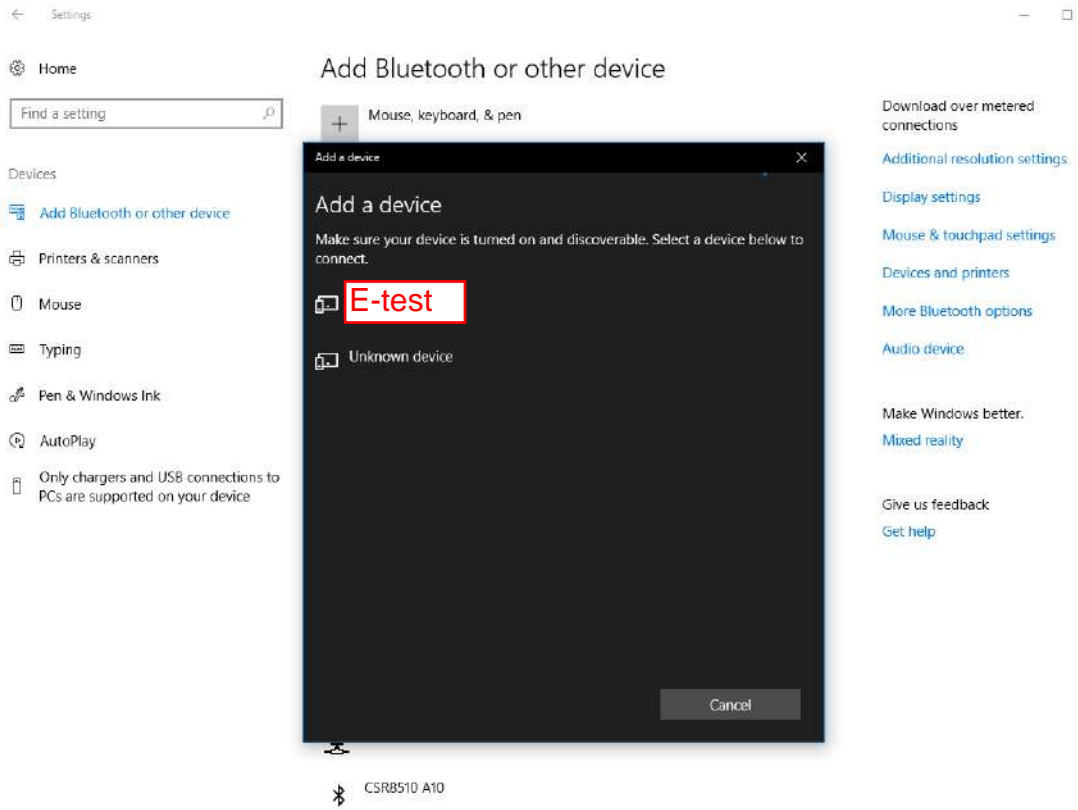 Settings
Home
Find a setting
Devices
Add Bluetooth or other device
Printers & scanners
Mouse
Typing
Pen & Windows Ink
AutoPlay
Only chargers and USB connections to
PCs are supported on your device
Add Bluetooth or other device
Mouse, keyboard, & pen
Add a device
Add a device
Make sure your device is turned on and discoverable. Select a device below to
connect.
E-test
Unknown device
Cancel
CSR8510 A10
Download over metered
connections
Additional resolution settings
Display settings
Mouse & touchpad settings
Devices and printers
More Bluetooth options
Audio device
Make Windows better.
Mixed reality
Give us feedback
Get help